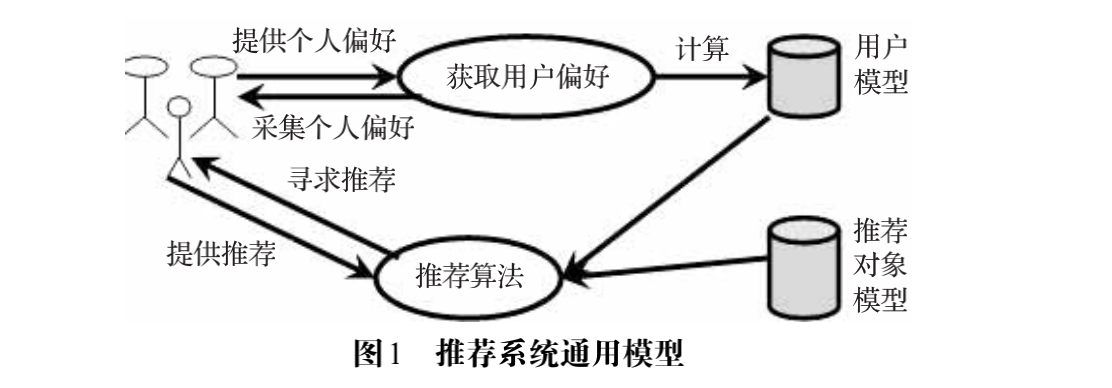 提供个人偏好
获取用户偏好
计算
用户
模型
采集个人偏好
寻求推荐
提供推荐
推荐算法
推荐
对象
模型
图1 推荐系统通用模型